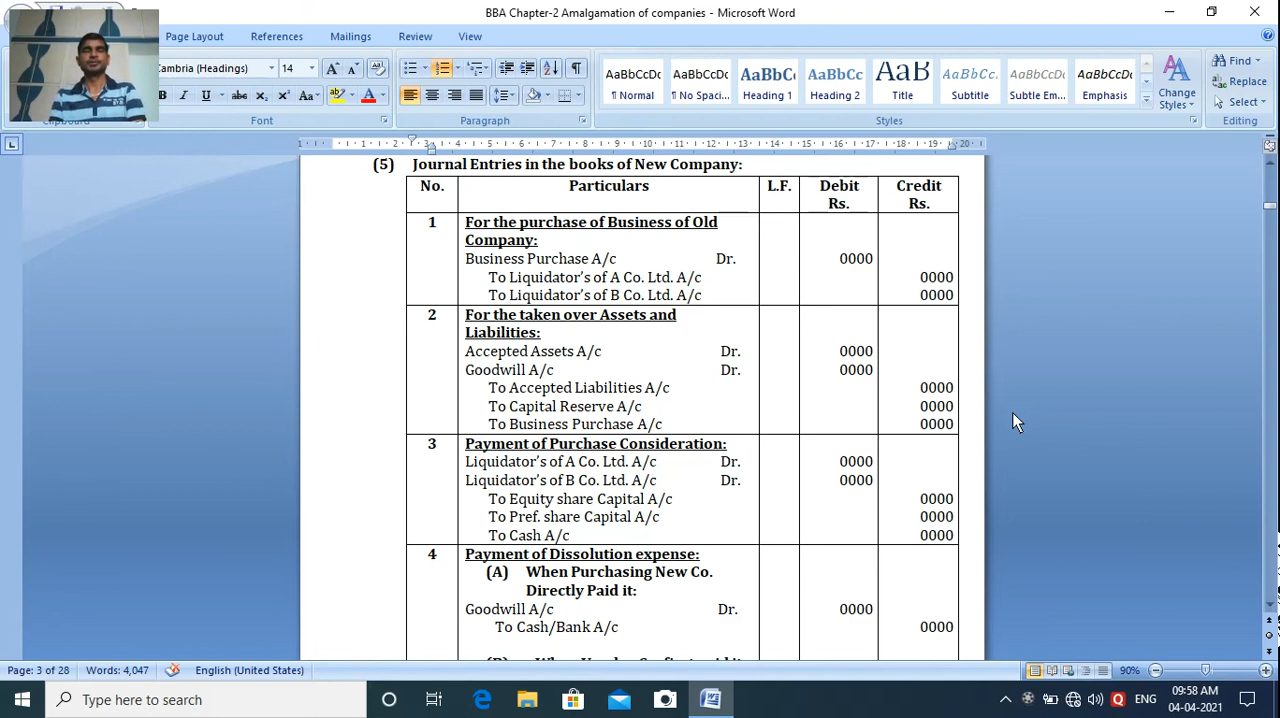 BBA Chapter-2 Amalgamation of companies - Microsoft Word
Page Layout References Mailings Review View
Cambria (Headings) 14
Aa
AaBbCcDc AaBbCcDc AaBbC AaBbCc AaB AaBbCc. AaBbCcDc AaBbCcDc
¶ Normal ¶ No Spaci... Heading 1 Heading 2 Title Subtitle Subtle Em... Emphasis
Change Styles
Find
Replace
Select
Font Paragraph Styles Editing
(5) Journal Entries in the books of New Company:
No. Particulars L.F. Debit Credit
Rs. Rs.
1 For the purchase of Business of Old
Company:
Business Purchase A/c Dr. 0000
To Liquidator's of A Co. Ltd. A/c 0000
To Liquidator's of B Co. Ltd. A/c 0000
2 For the taken over Assets and
Liabilities:
Accepted Assets A/c Dr. 0000
Goodwill A/c Dr. 0000
To Accepted Liabilities A/c 0000
To Capital Reserve A/c 0000
To Business Purchase A/c 0000
3 Payment of Purchase Consideration:
Liquidator's of A Co. Ltd. A/c Dr. 0000
Liquidator's of B Co. Ltd. A/c Dr. 0000
To Equity share Capital A/c 0000
To Pref. share Capital A/c 0000
To Cash A/c 0000
4 Payment of Dissolution expense:
(A) When Purchasing New Co.
Directly Paid it:
Goodwill A/c Dr. 0000
To Cash/Bank A/c 0000
Page: 3 of 28 Words: 4,047 English (United States) 90%
Type here to search ENG 09:58 AM
04-04-2021